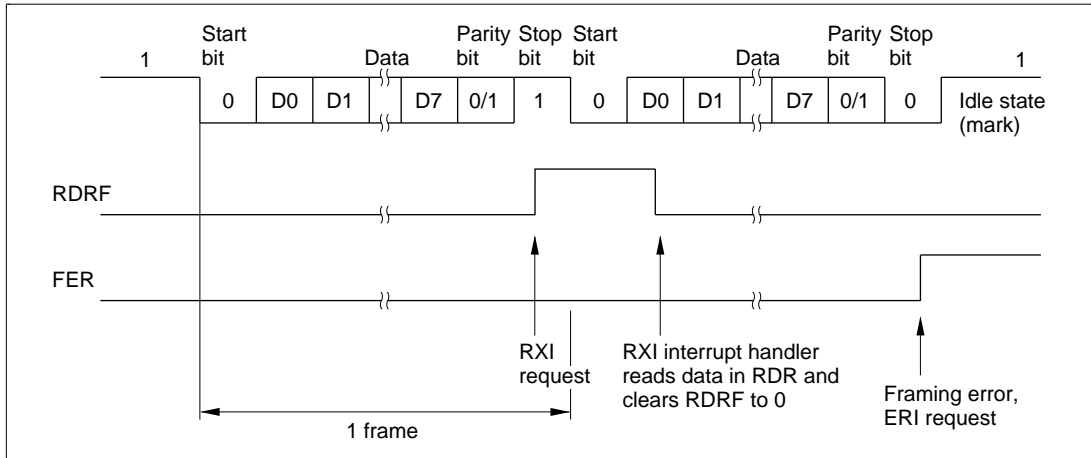 Start bit
Data
Parity bit
Stop bit
Start bit
Data
Parity bit
Stop bit
1
1
0
D0
D1
D7
0/1
1
0
D0
D1
D7
0/1
0
Idle state
(mark)
RDRF
FER
RXI
request
RXI interrupt handler
reads data in RDR and
clears RDRF to 0
Framing error,
ERI request
1 frame